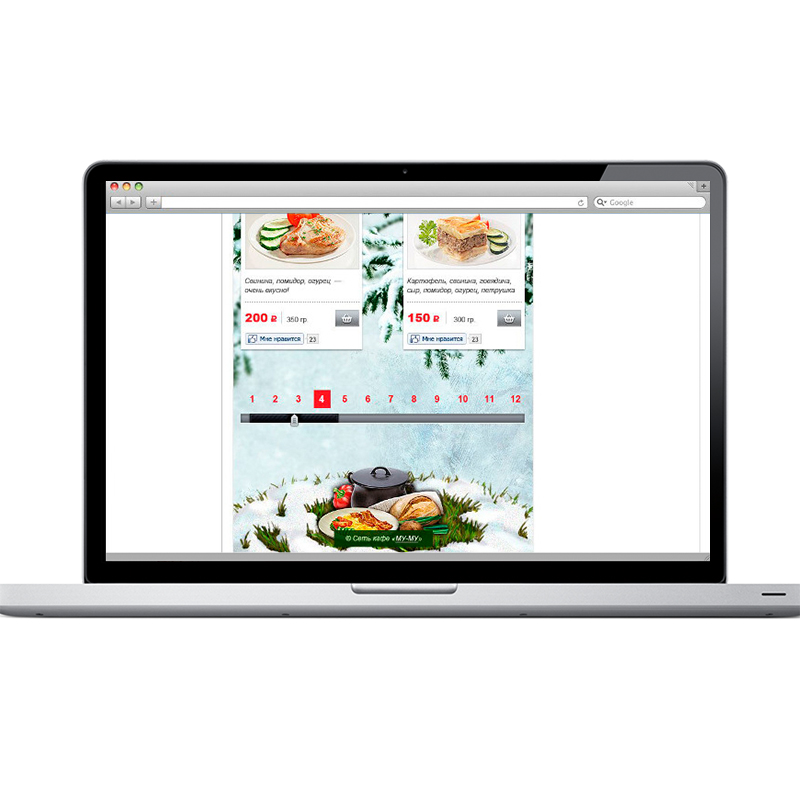 Google
Свинина, помидор, огурец —
очень вкусно!
Картофель, свинина, говядина,
сыр, помидор, огурец, петрушка
200 350 гр.
150 300 гр.
Мне нравится 23
Мне нравится 23
1 2 3 4 5 6 7 8 9 10 11 12
© Сеть кафе «МУ-МУ»